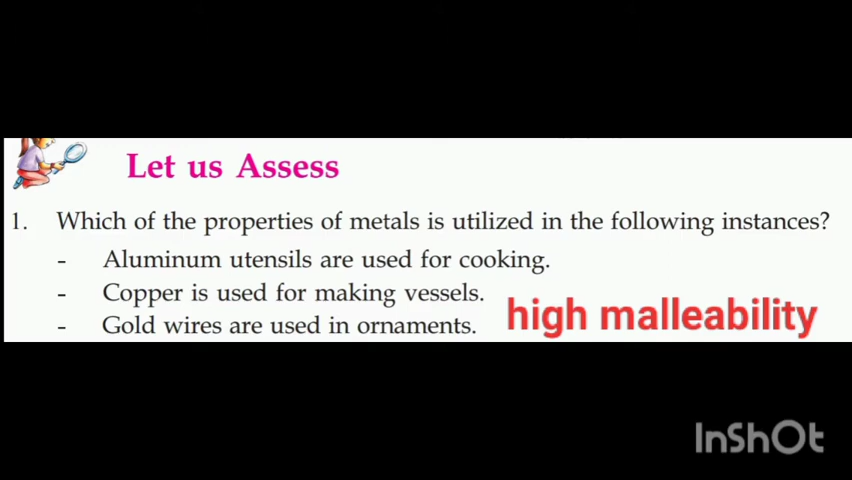 Let us Assess
1. Which of the properties of metals is utilized in the following instances?
- Aluminum utensils are used for cooking.
- Copper is used for making vessels.
- Gold wires are used in ornaments.
high malleability
InShOt